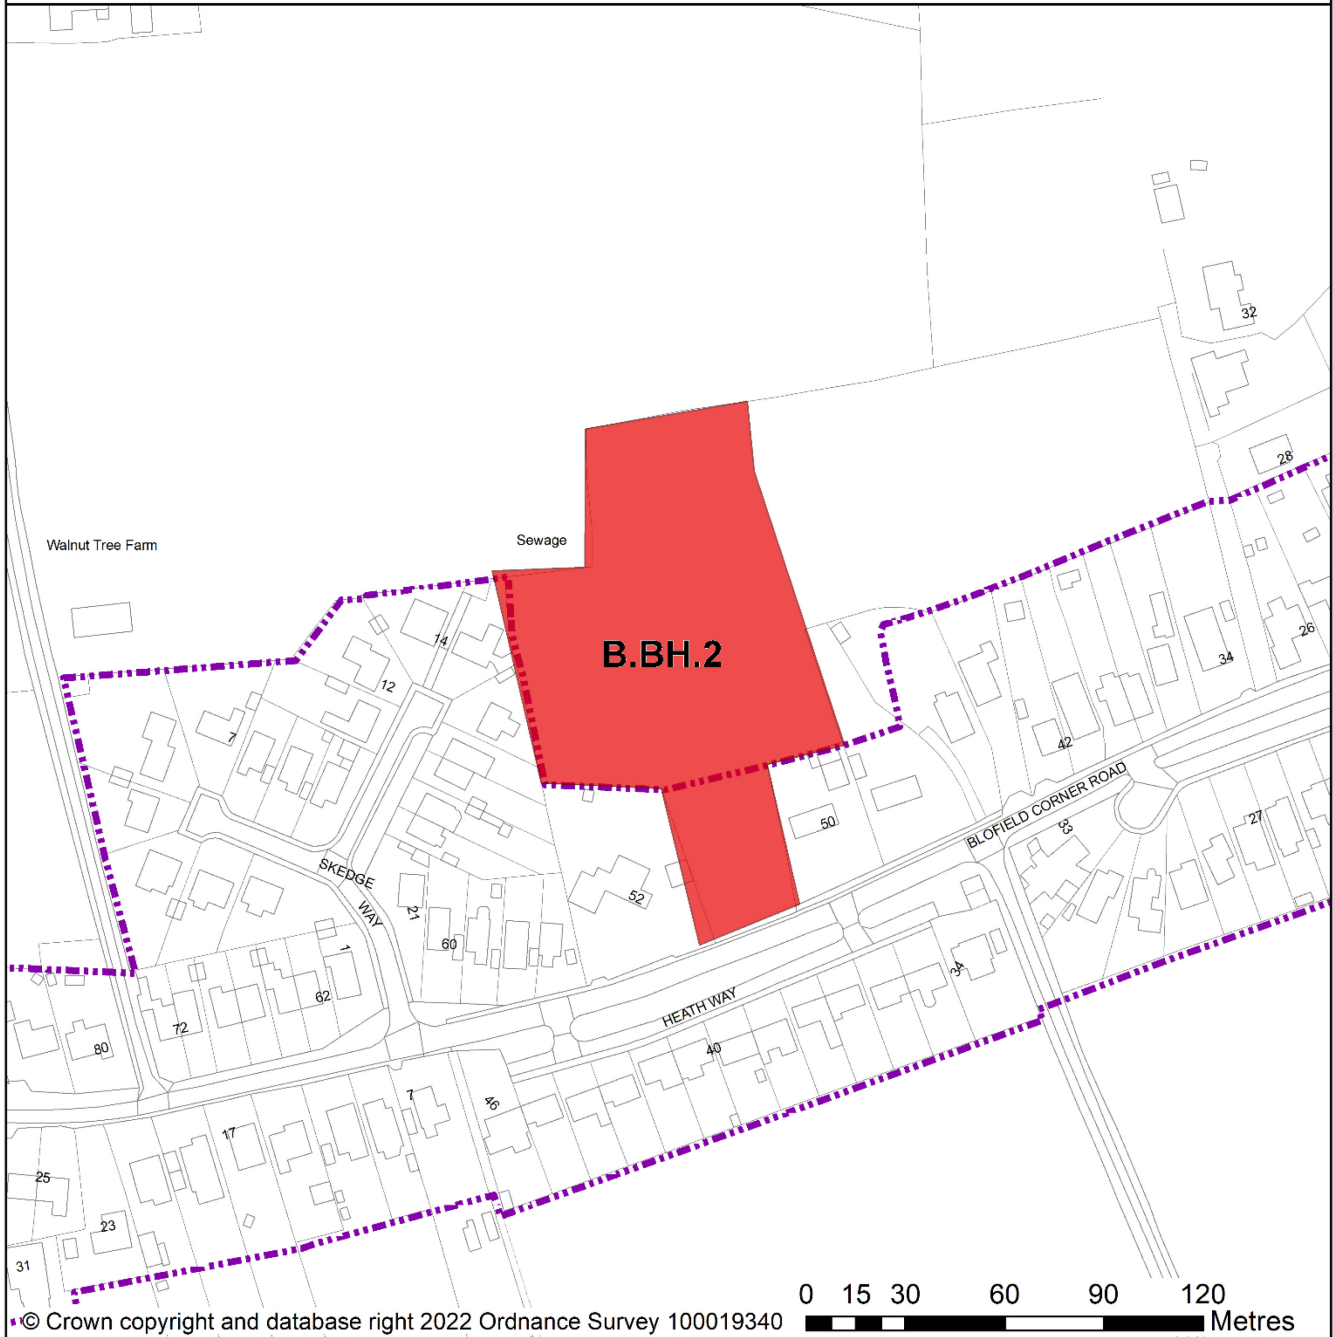 32
28
Walnut Tree Farm
Sewage
14
26
B.BH.2
34
12
7
42
BLOFIELD CORNER ROAD
50
33
27
SKEDGE
WAY
52
21
60
1
34
62
HEATH WAY
72
40
80
7
46
17
25
23
31
0 15 30 60 90 120
Metres
© Crown copyright and database right 2022 Ordnance Survey 100019340